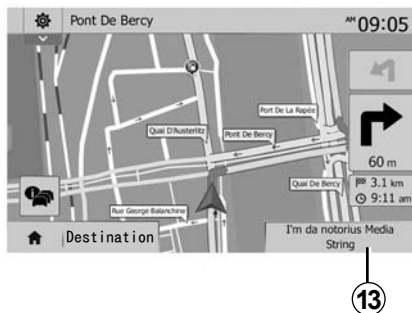 Pont De Bercy
AM 09:05
Port De La Rapée
Quai D'Austerlitz
Pont De Bercy
60 m
Quai De Bercy
3.1 km
9:11 am
Rue George Balanchine
Destination
I'm da notorius Media
String
13